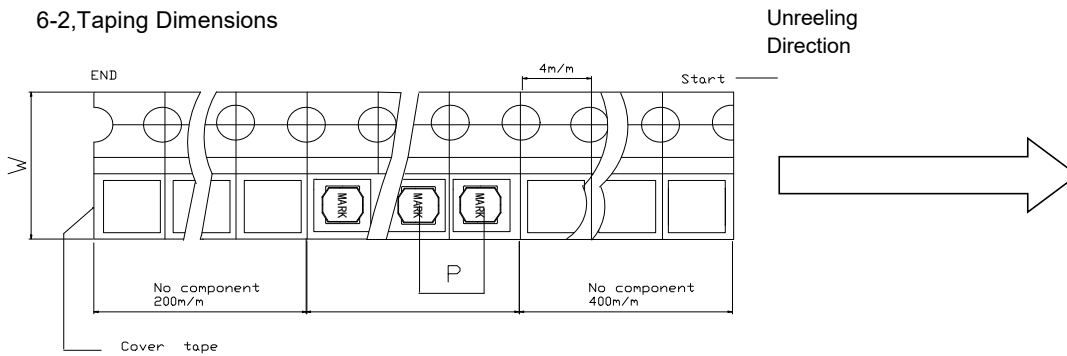 6-2,Taping Dimensions
Unreeling
Direction
END
4m/m
Start
W
MARK
MARK
MARK
P
No component
200m/m
No component
400m/m
Cover tape